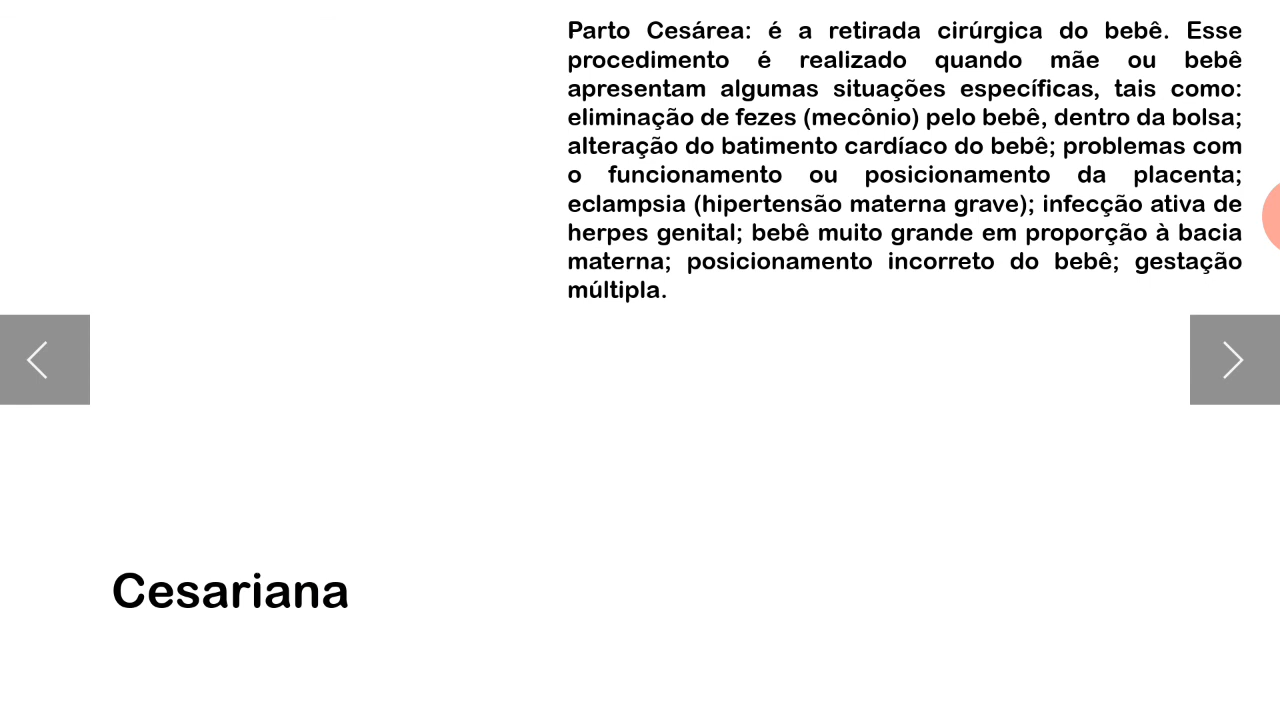 Parto Cesárea: é a retirada cirúrgica do bebê. Esse
procedimento é realizado quando mãe ou bebê
apresentam algumas situações específicas, tais como:
eliminação de fezes (mecônio) pelo bebê, dentro da bolsa;
alteração do batimento cardíaco do bebê; problemas com
o funcionamento ou posicionamento da placenta;
eclampsia (hipertensão materna grave); infecção ativa de
herpes genital; bebê muito grande em proporção à bacia
materna; posicionamento incorreto do bebê; gestação
múltipla.
Cesariana